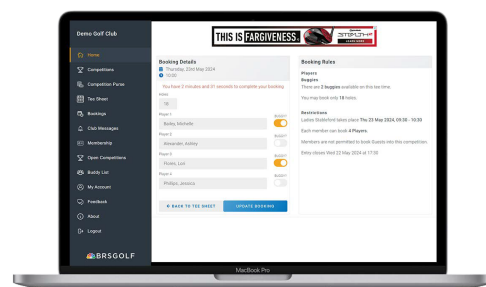 Demo Golf Club
Home
Competitions
Competition Purse
Tee Sheet
Bookings
Club Messages
Membership
Open Competitions
Buddy List
My Account
Feedback
About
Logout
BRSGOLF
THIS IS FORGIVENESS.
STEALTH
Booking Details
Thursday, 23rd May 2024
10:00
You have 2 minutes and 51 seconds to complete your booking
Holes
18
Player 1
BUGGY
Bailey, Michelle
Player 2
BUGGY
Alexander, Ashley
Player 3
BUGGY
Flores, Lori
Player 4
BUGGY
Phillips, Jessica
BACK TO TEE SHEET
UPDATE BOOKING
Booking Rules
Players
Buggies
There are 2 buggies available on this tee time.
You may book only 18 holes.
Restrictions
Ladies Stableford takes place Thu 23 May 2024, 09:30 - 10:30
Each member can book 4 Players.
Members are not permitted to book Guests into this competition.
Entry closed Wed 22 May 2024 at 17:30
MacBook Pro